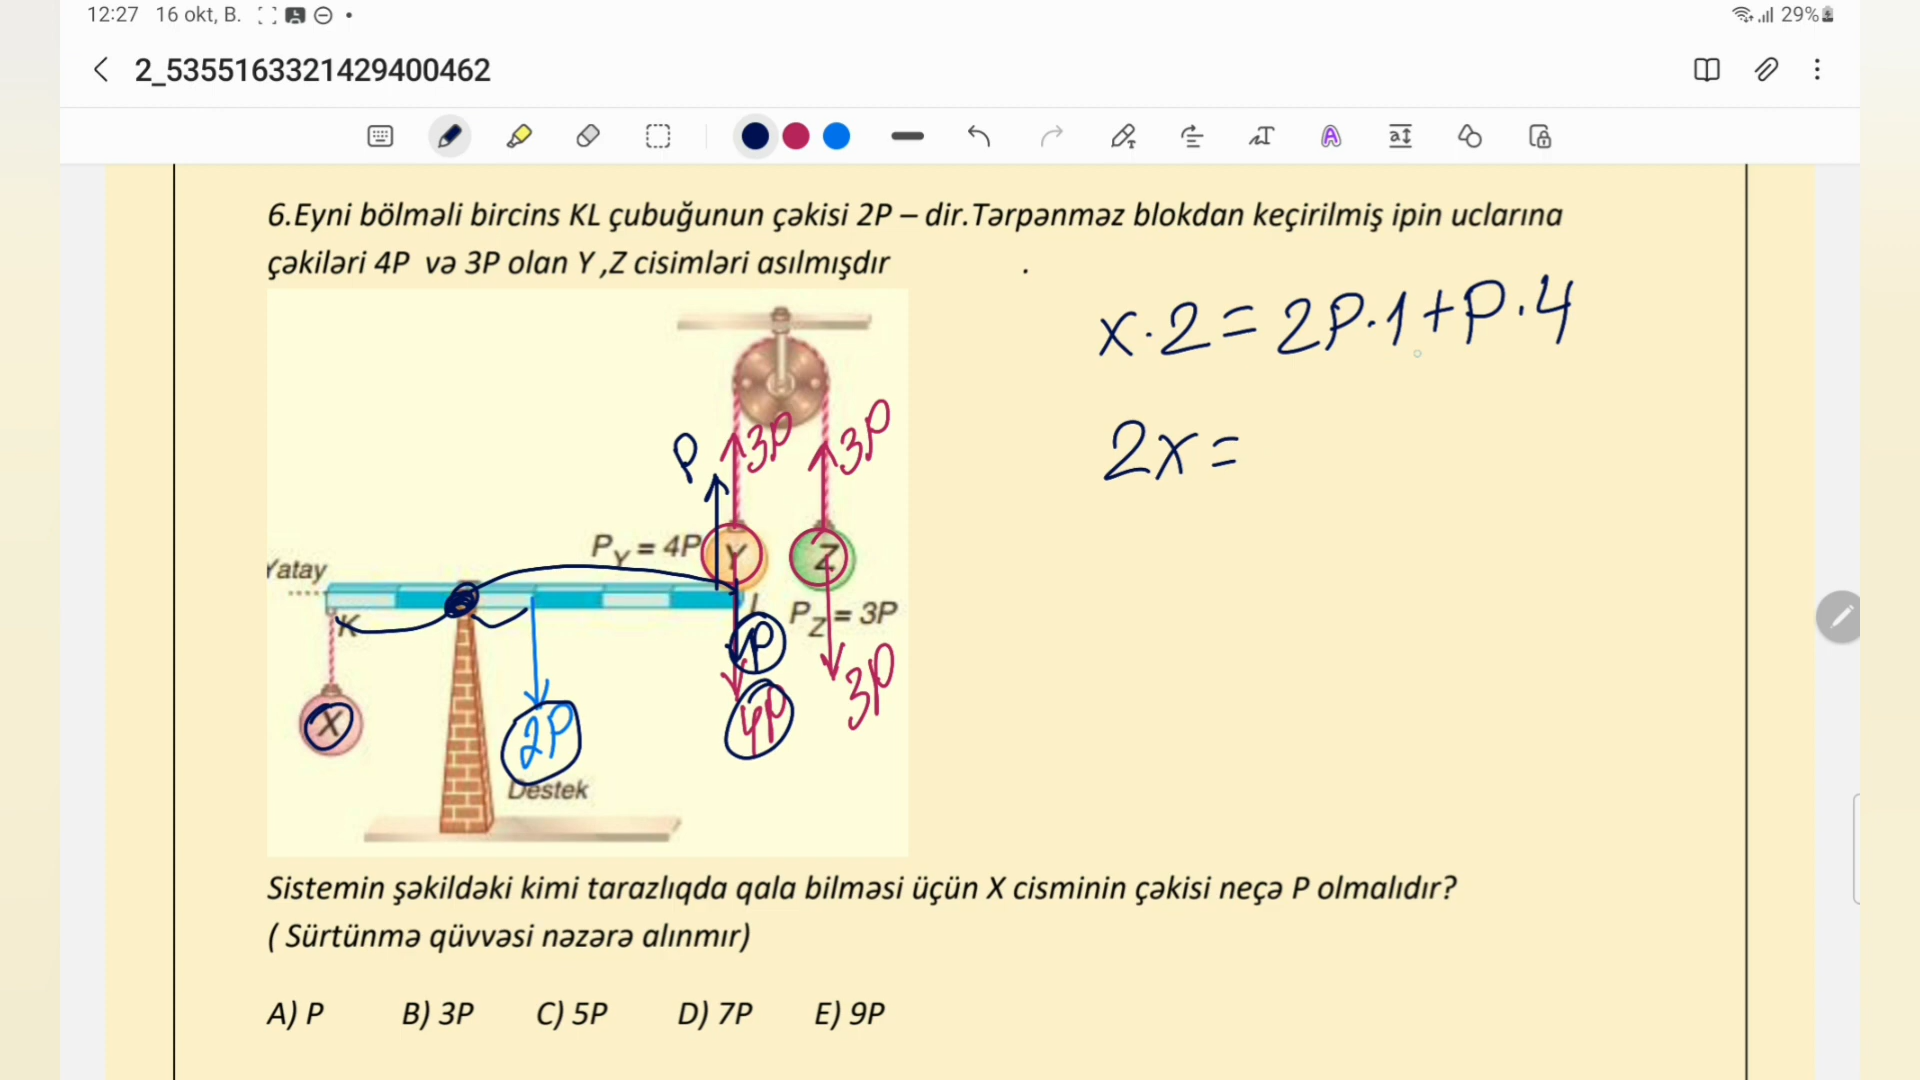 12:27 16 okt, B.
29%
2_5355163321429400462
6.Eyni bölməli bircins KL çubuğunun çəkisi 2P – dir.Tərpənməz blokdan keçirilmiş ipin uclarına
çəkiləri 4P və 3P olan Y ,Z cisimləri asılmışdır .
x·2=2P·1+P·4
2x=
3P 3P
P
P_Y = 4P Y Z
Yatay
K L P_Z = 3P
P
X 2P 4P 3P
Destek
Sistemin şəkildəki kimi tarazlıqda qala bilməsi üçün X cisminin çəkisi neçə P olmalıdır?
( Sürtünmə qüvvəsi nəzərə alınmır)
A) P B) 3P C) 5P D) 7P E) 9P